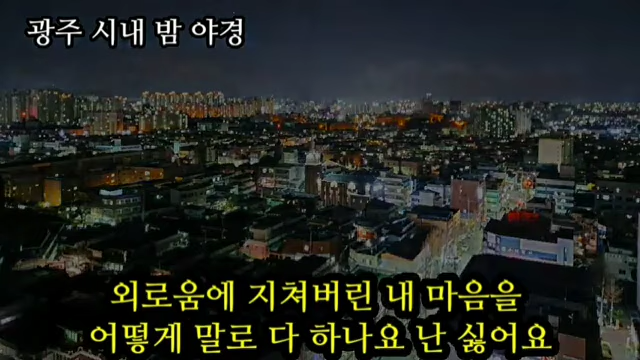 광주 시내 밤 야경
외로움에 지쳐버린 내 마음을
어떻게 말로 다 하나요 난 싫어요